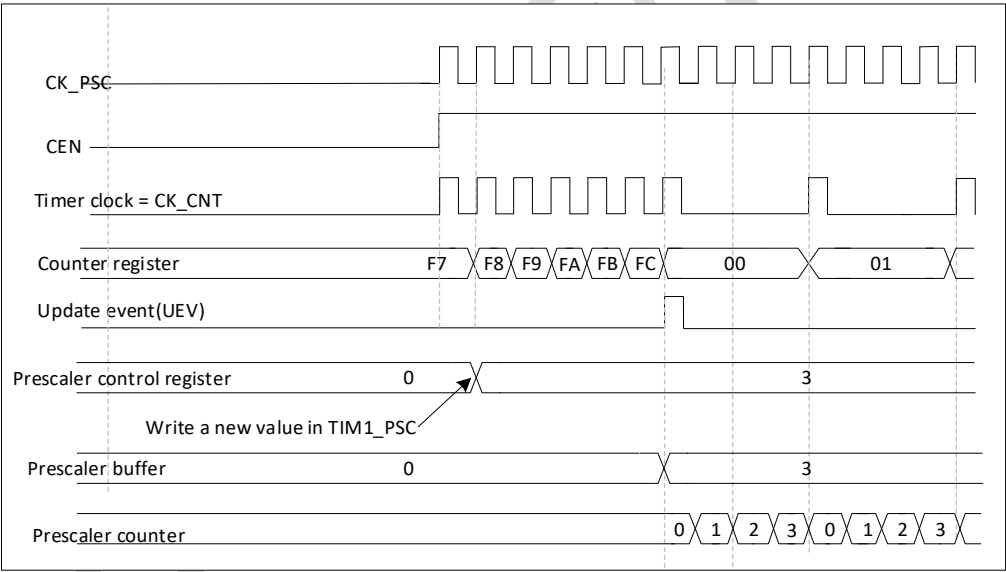 CK_PSC
CEN
Timer clock = CK_CNT
Counter register F7 F8 F9 FA FB FC 00 01
Update event(UEV)
Prescaler control register 0 3
Write a new value in TIM1_PSC
Prescaler buffer 0 3
Prescaler counter 0 1 2 3 0 1 2 3